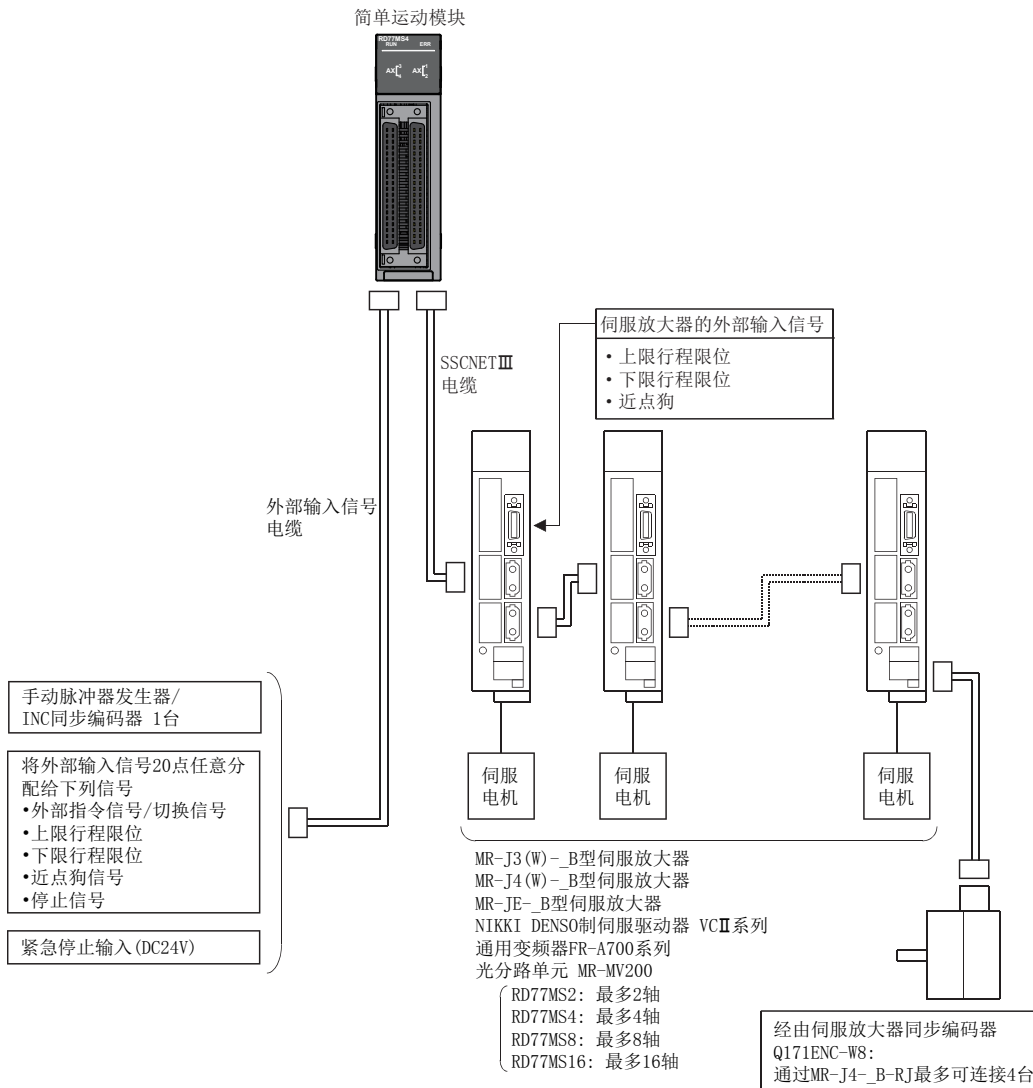 简单运动模块
RD77MS4
RUN ERR
AX[3 4 AX[1 2
SSCNETⅢ
电缆
伺服放大器的外部输入信号
・上限行程限位
・下限行程限位
・近点狗
外部输入信号
电缆
手动脉冲器发生器/
INC同步编码器 1台
将外部输入信号20点任意分
配给下列信号
•外部指令信号/切换信号
•上限行程限位
•下限行程限位
•近点狗信号
•停止信号
紧急停止输入(DC24V)
伺服
电机
伺服
电机
伺服
电机
MR-J3(W)-_B型伺服放大器
MR-J4(W)-_B型伺服放大器
MR-JE-_B型伺服放大器
NIKKI DENSO制伺服驱动器 VCⅡ系列
通用变频器FR-A700系列
光分路单元 MR-MV200
RD77MS2: 最多2轴
RD77MS4: 最多4轴
RD77MS8: 最多8轴
RD77MS16: 最多16轴
经由伺服放大器同步编码器
Q171ENC-W8:
通过MR-J4-_B-RJ最多可连接4台